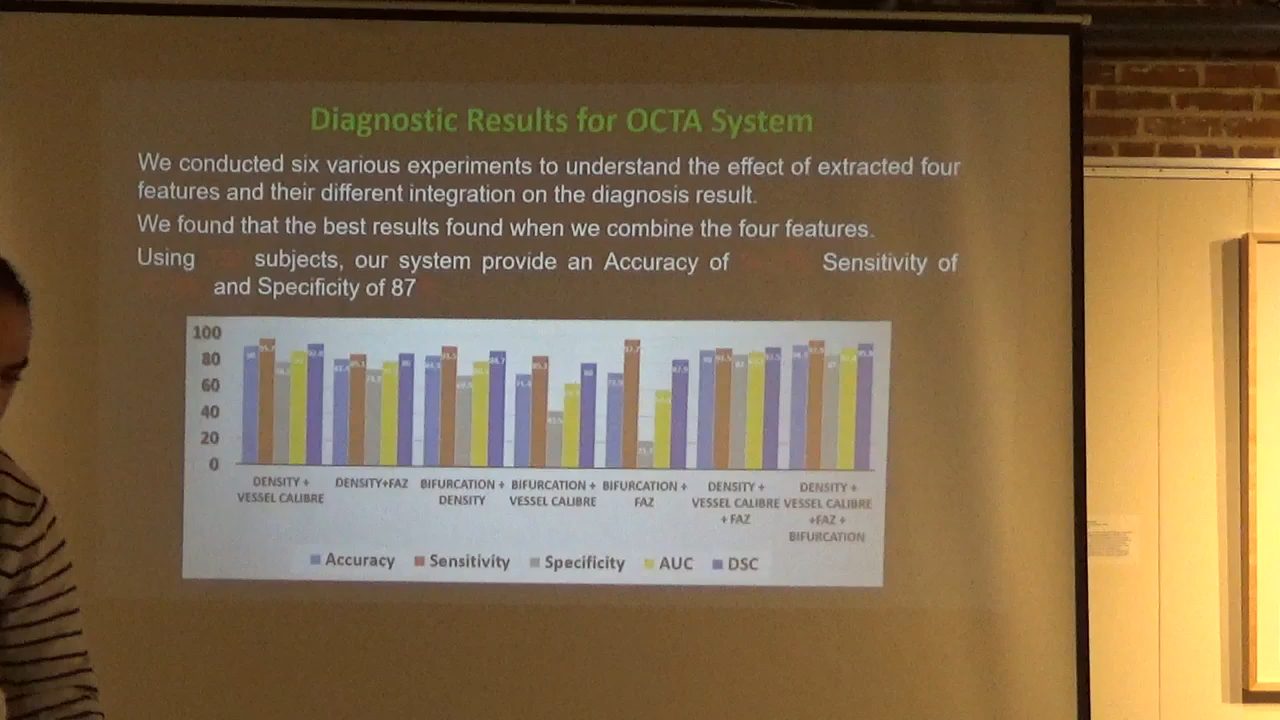 Diagnostic Results for OCTA System
We conducted six various experiments to understand the effect of extracted four
features and their different integration on the diagnosis result.
We found that the best results found when we combine the four features.
Using subjects, our system provide an Accuracy of Sensitivity of
and Specificity of 87
100
80
60
40
20
0
DENSITY +
VESSEL CALIBRE
DENSITY+FAZ
BIFURCATION +
DENSITY
BIFURCATION +
VESSEL CALIBRE
BIFURCATION +
FAZ
DENSITY +
VESSEL CALIBRE
+ FAZ
DENSITY +
VESSEL CALIBRE
+FAZ +
BIFURCATION
Accuracy Sensitivity Specificity AUC DSC